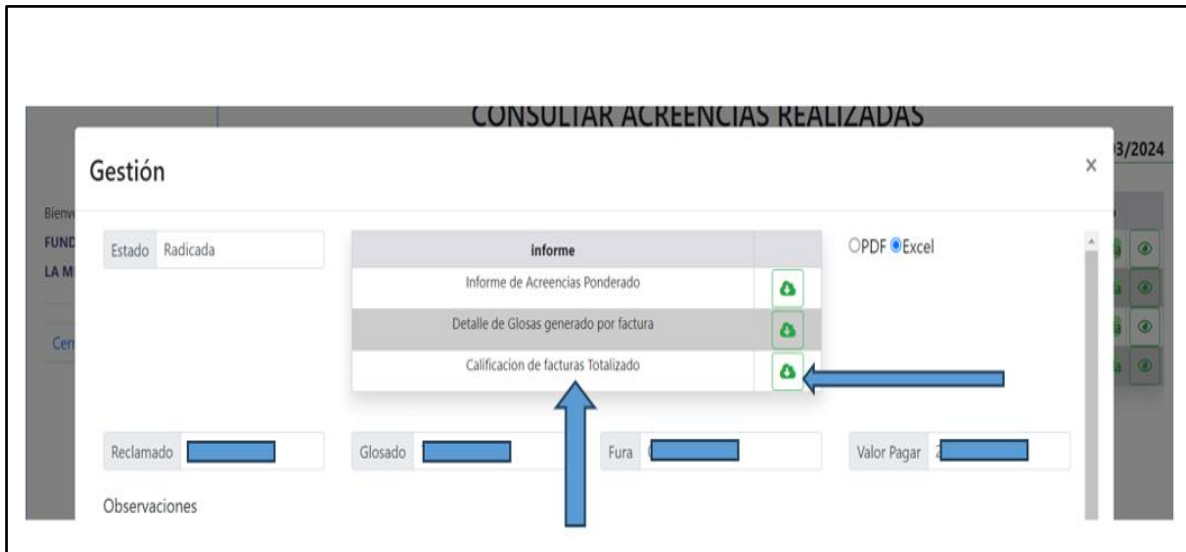 CONSULTAR ACREENCIAS REALIZADAS
03/2024
Gestión
×
Estado Radicada
informe
PDF Excel
Informe de Acreencias Ponderado
Detalle de Glosas generado por factura
Calificacion de facturas Totalizado
Reclamado
Glosado
Fura
Valor Pagar
Observaciones